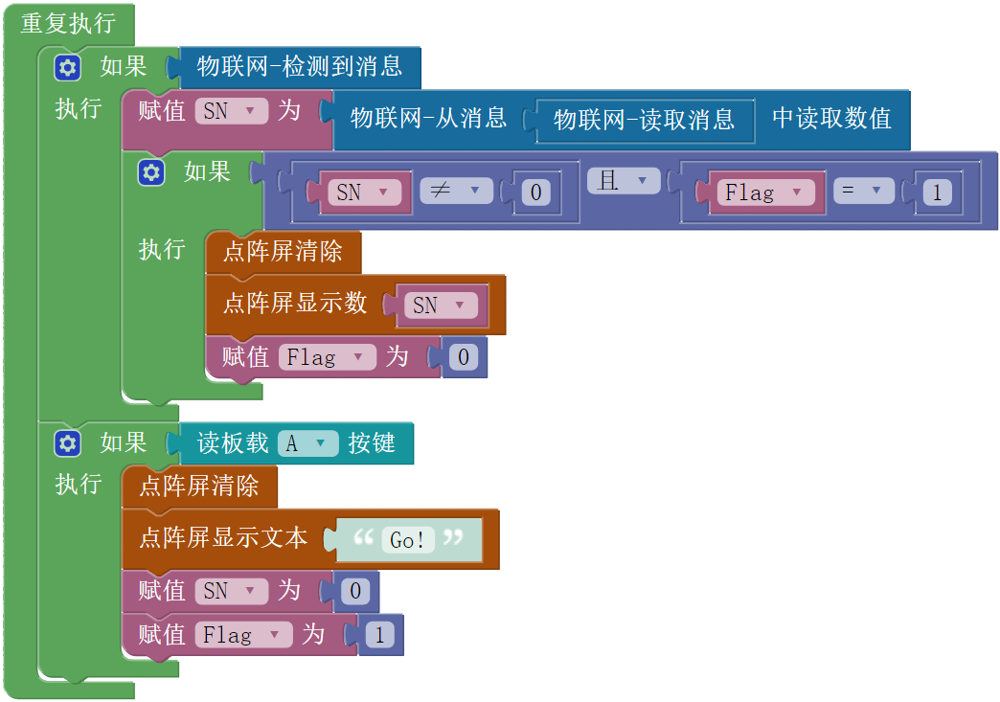 重复执行
如果 物联网-检测到消息
执行 赋值 SN 为 物联网-从消息 物联网-读取消息 中读取数值
如果 SN ≠ 0 且 Flag = 1
执行 点阵屏清除
点阵屏显示数 SN
赋值 Flag 为 0
如果 读板载 A 按键
执行 点阵屏清除
点阵屏显示文本 “ Go! ”
赋值 SN 为 0
赋值 Flag 为 1